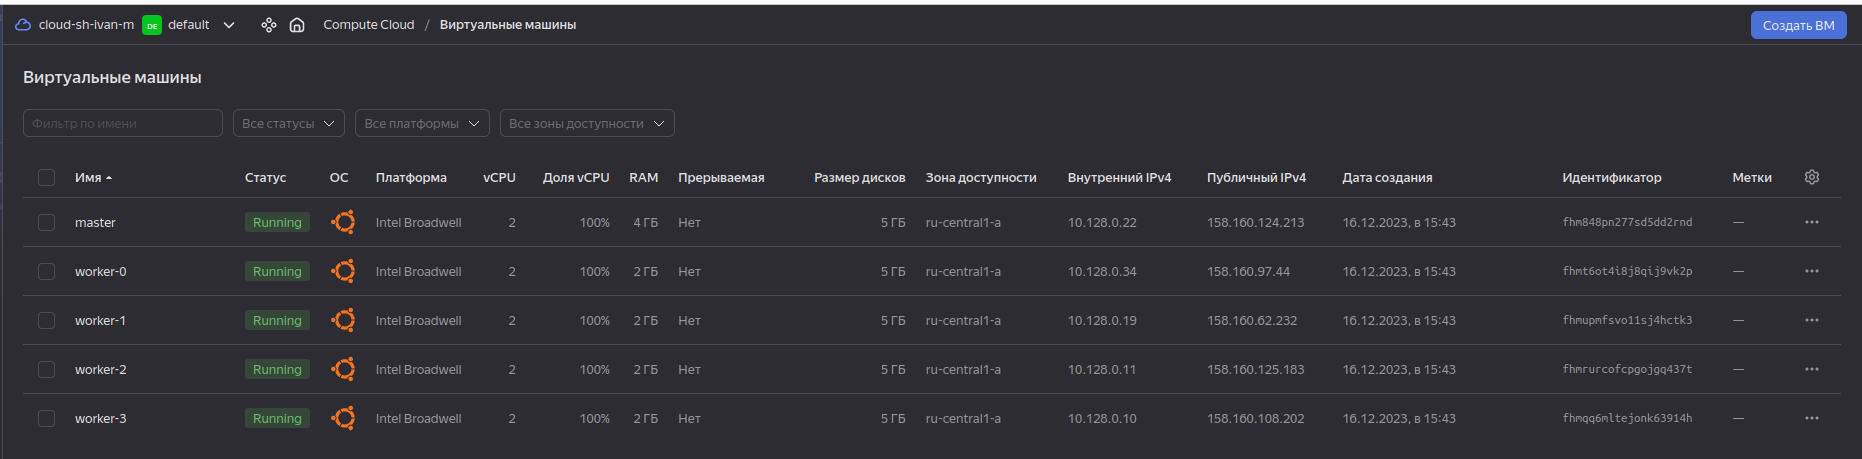 cloud-sh-ivan-m DE default Compute Cloud / Виртуальные машины Создать ВМ
Виртуальные машины
Фильтр по имени Все статусы Все платформы Все зоны доступности
Имя Статус ОС Платформа vCPU Доля vCPU RAM Прерываемая Размер дисков Зона доступности Внутренний IPv4 Публичный IPv4 Дата создания Идентификатор Метки
master Running Intel Broadwell 2 100% 4 ГБ Нет 5 ГБ ru-central1-a 10.128.0.22 158.160.124.213 16.12.2023, в 15:43 fhm848pn277sd5dd2rnd —
worker-0 Running Intel Broadwell 2 100% 2 ГБ Нет 5 ГБ ru-central1-a 10.128.0.34 158.160.97.44 16.12.2023, в 15:43 fhmt6ot4i8j8qij9vk2p —
worker-1 Running Intel Broadwell 2 100% 2 ГБ Нет 5 ГБ ru-central1-a 10.128.0.19 158.160.62.232 16.12.2023, в 15:43 fhmupmfsvo11sj4hctk3 —
worker-2 Running Intel Broadwell 2 100% 2 ГБ Нет 5 ГБ ru-central1-a 10.128.0.11 158.160.125.183 16.12.2023, в 15:43 fhmrurcofcpgojgq437t —
worker-3 Running Intel Broadwell 2 100% 2 ГБ Нет 5 ГБ ru-central1-a 10.128.0.10 158.160.108.202 16.12.2023, в 15:43 fhmqq6mltejonk63914h —